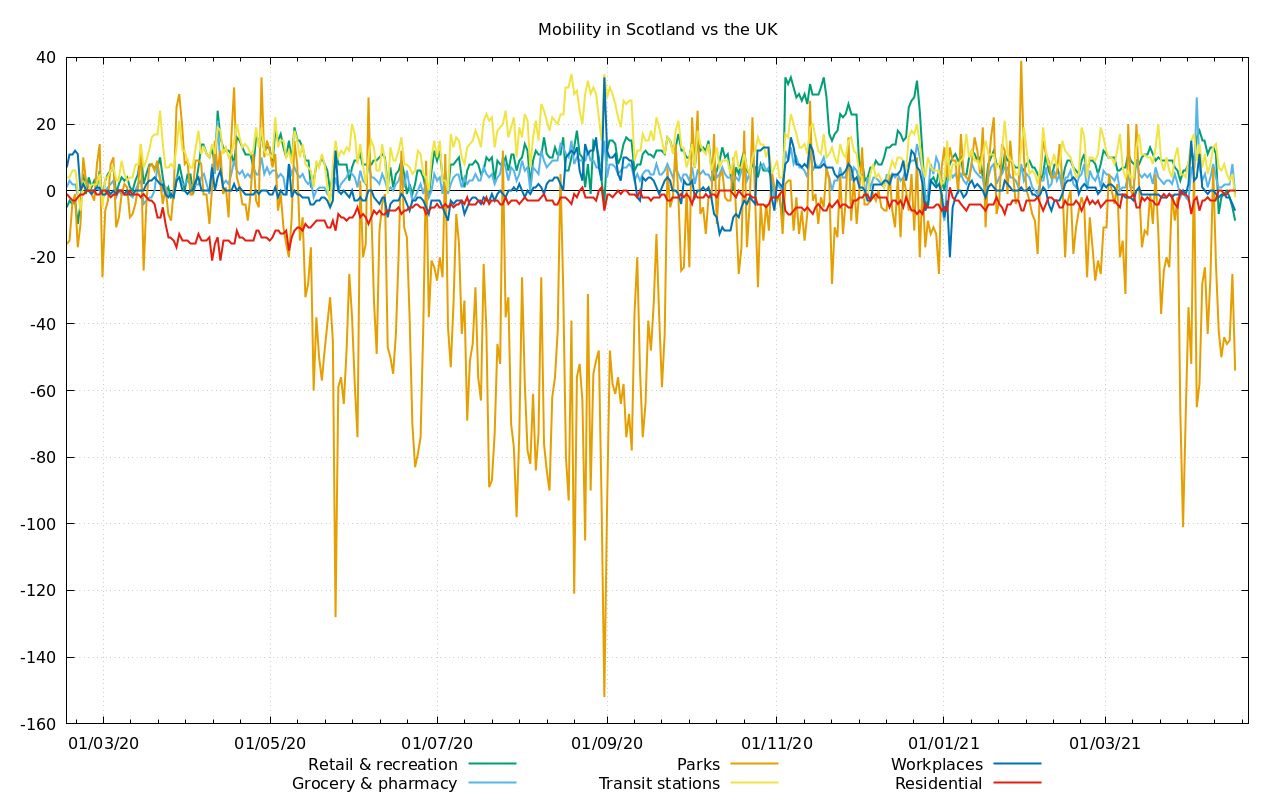 Mobility in Scotland vs the UK
40
20
0
-20
-40
-60
-80
-100
-120
-140
-160
01/03/20 01/05/20 01/07/20 01/09/20 01/11/20 01/01/21 01/03/21
Retail & recreation Parks Workplaces
Grocery & pharmacy Transit stations Residential